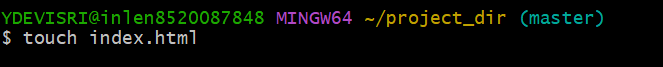 YDEVISRI@inlen8520087848 MINGW64 ~/project_dir (master)
$ touch index.html